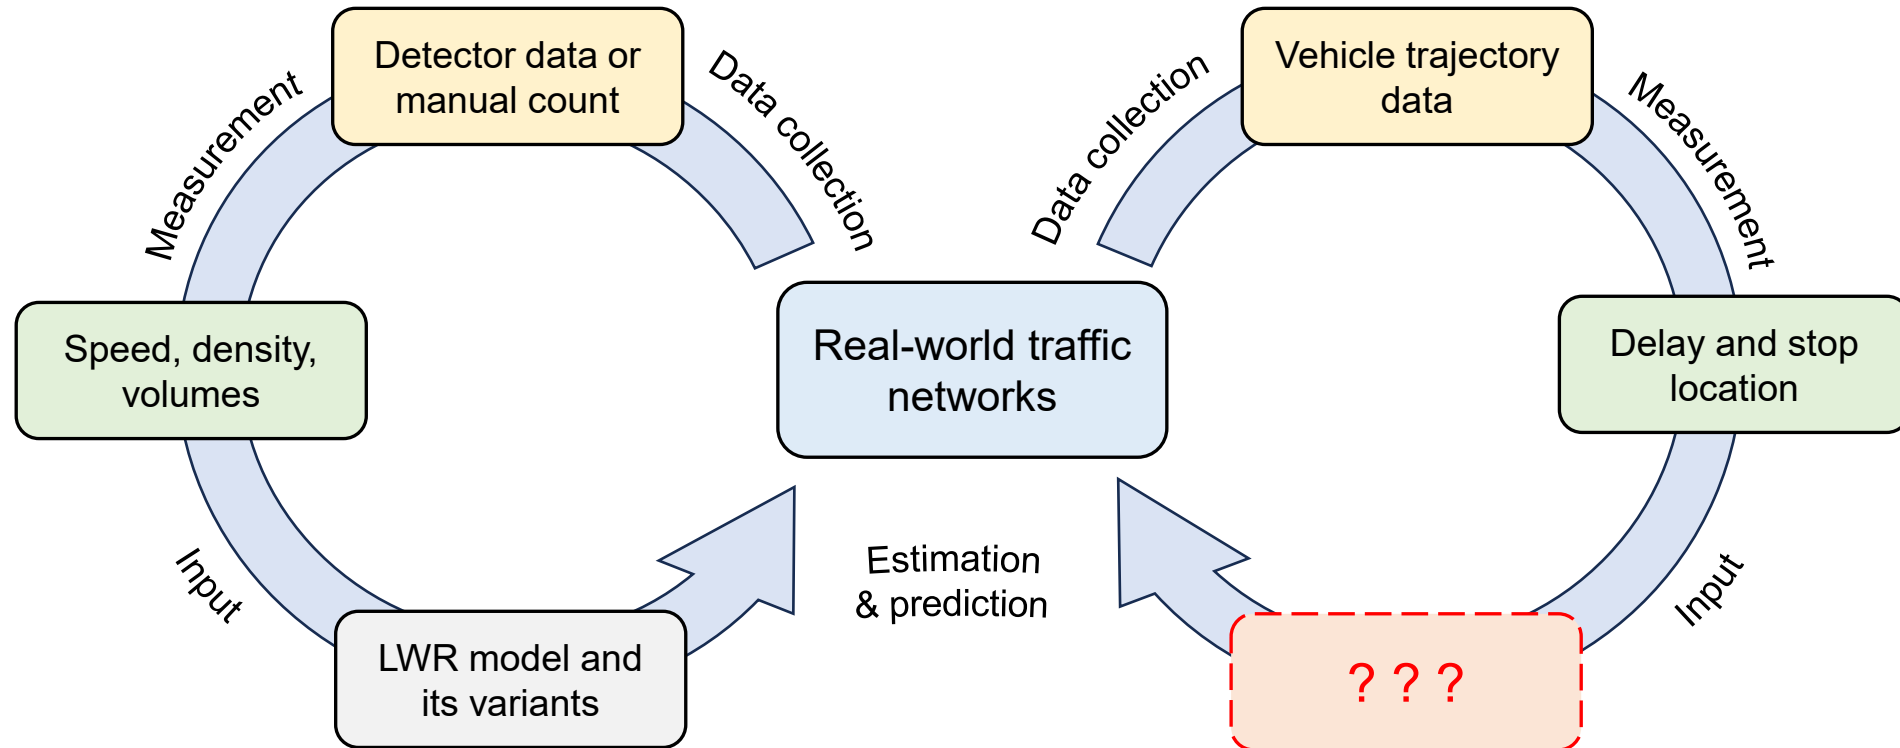 Detector data or
manual count
Data collection
Measurement
Speed, density,
volumes
Input
LWR model and
its variants
Real-world traffic
networks
Estimation
& prediction
Data collection
Vehicle trajectory
data
Measurement
Delay and stop
location
Input
? ? ?